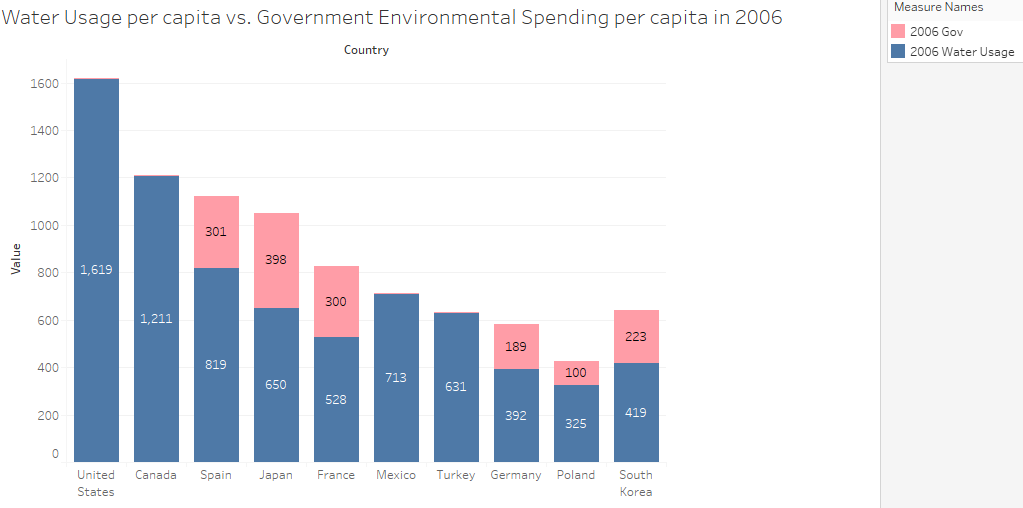 Water Usage per capita vs. Government Environmental Spending per capita in 2006
Measure Names
2006 Gov
2006 Water Usage
Country
Value
1600
1400
1200
1000
800
600
400
200
0
1,619
1,211
301
819
398
650
300
528
713
631
189
392
100
325
223
419
United States
Canada
Spain
Japan
France
Mexico
Turkey
Germany
Poland
South Korea